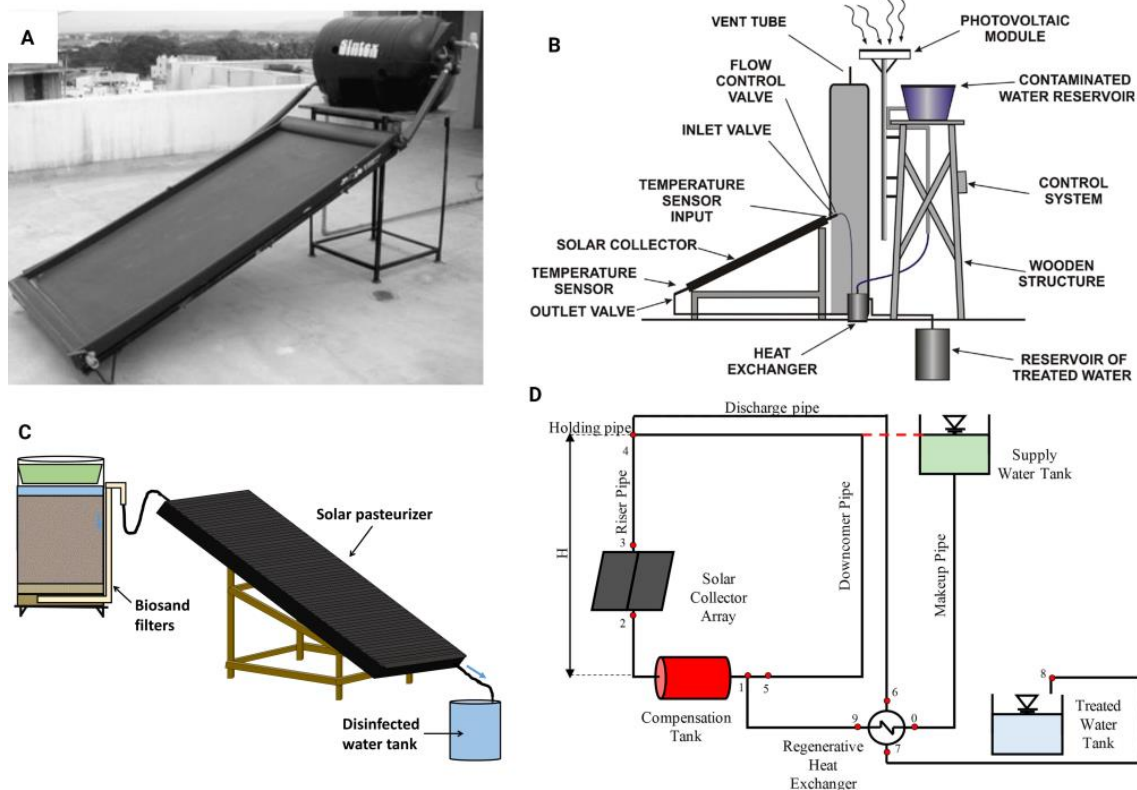 A
Sintex
B
VENT TUBE
FLOW
CONTROL
VALVE
INLET VALVE
TEMPERATURE
SENSOR
INPUT
SOLAR COLLECTOR
TEMPERATURE
SENSOR
OUTLET VALVE
HEAT
EXCHANGER
PHOTOVOLTAIC
MODULE
CONTAMINATED
WATER RESERVOIR
CONTROL
SYSTEM
WOODEN
STRUCTURE
RESERVOIR OF
TREATED WATER
C
Solar pasteurizer
Biosand
filters
Disinfected
water tank
D
Discharge pipe
Holding pipe
4
Riser Pipe
3
H
Solar
Collector
Array
2
Compensation
Tank
1
5
Downcomer Pipe
Makeup Pipe
Supply
Water Tank
6
9
0
7
Regenerative
Heat
Exchanger
8
Treated
Water
Tank